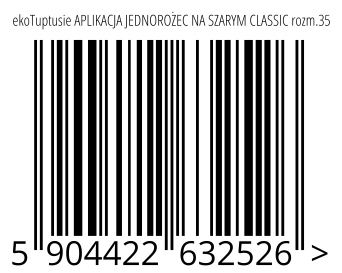 ekoTuptusie APLIKACJA JEDNOROŻEC NA SZARYM CLASSIC rozm.35
5 904422 632526 >